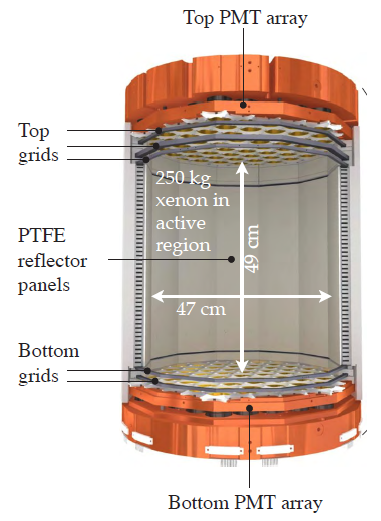 Top PMT array
Top
grids
250 kg
xenon in
active
region
PTFE
reflector
panels
49 cm
47 cm
Bottom
grids
Bottom PMT array